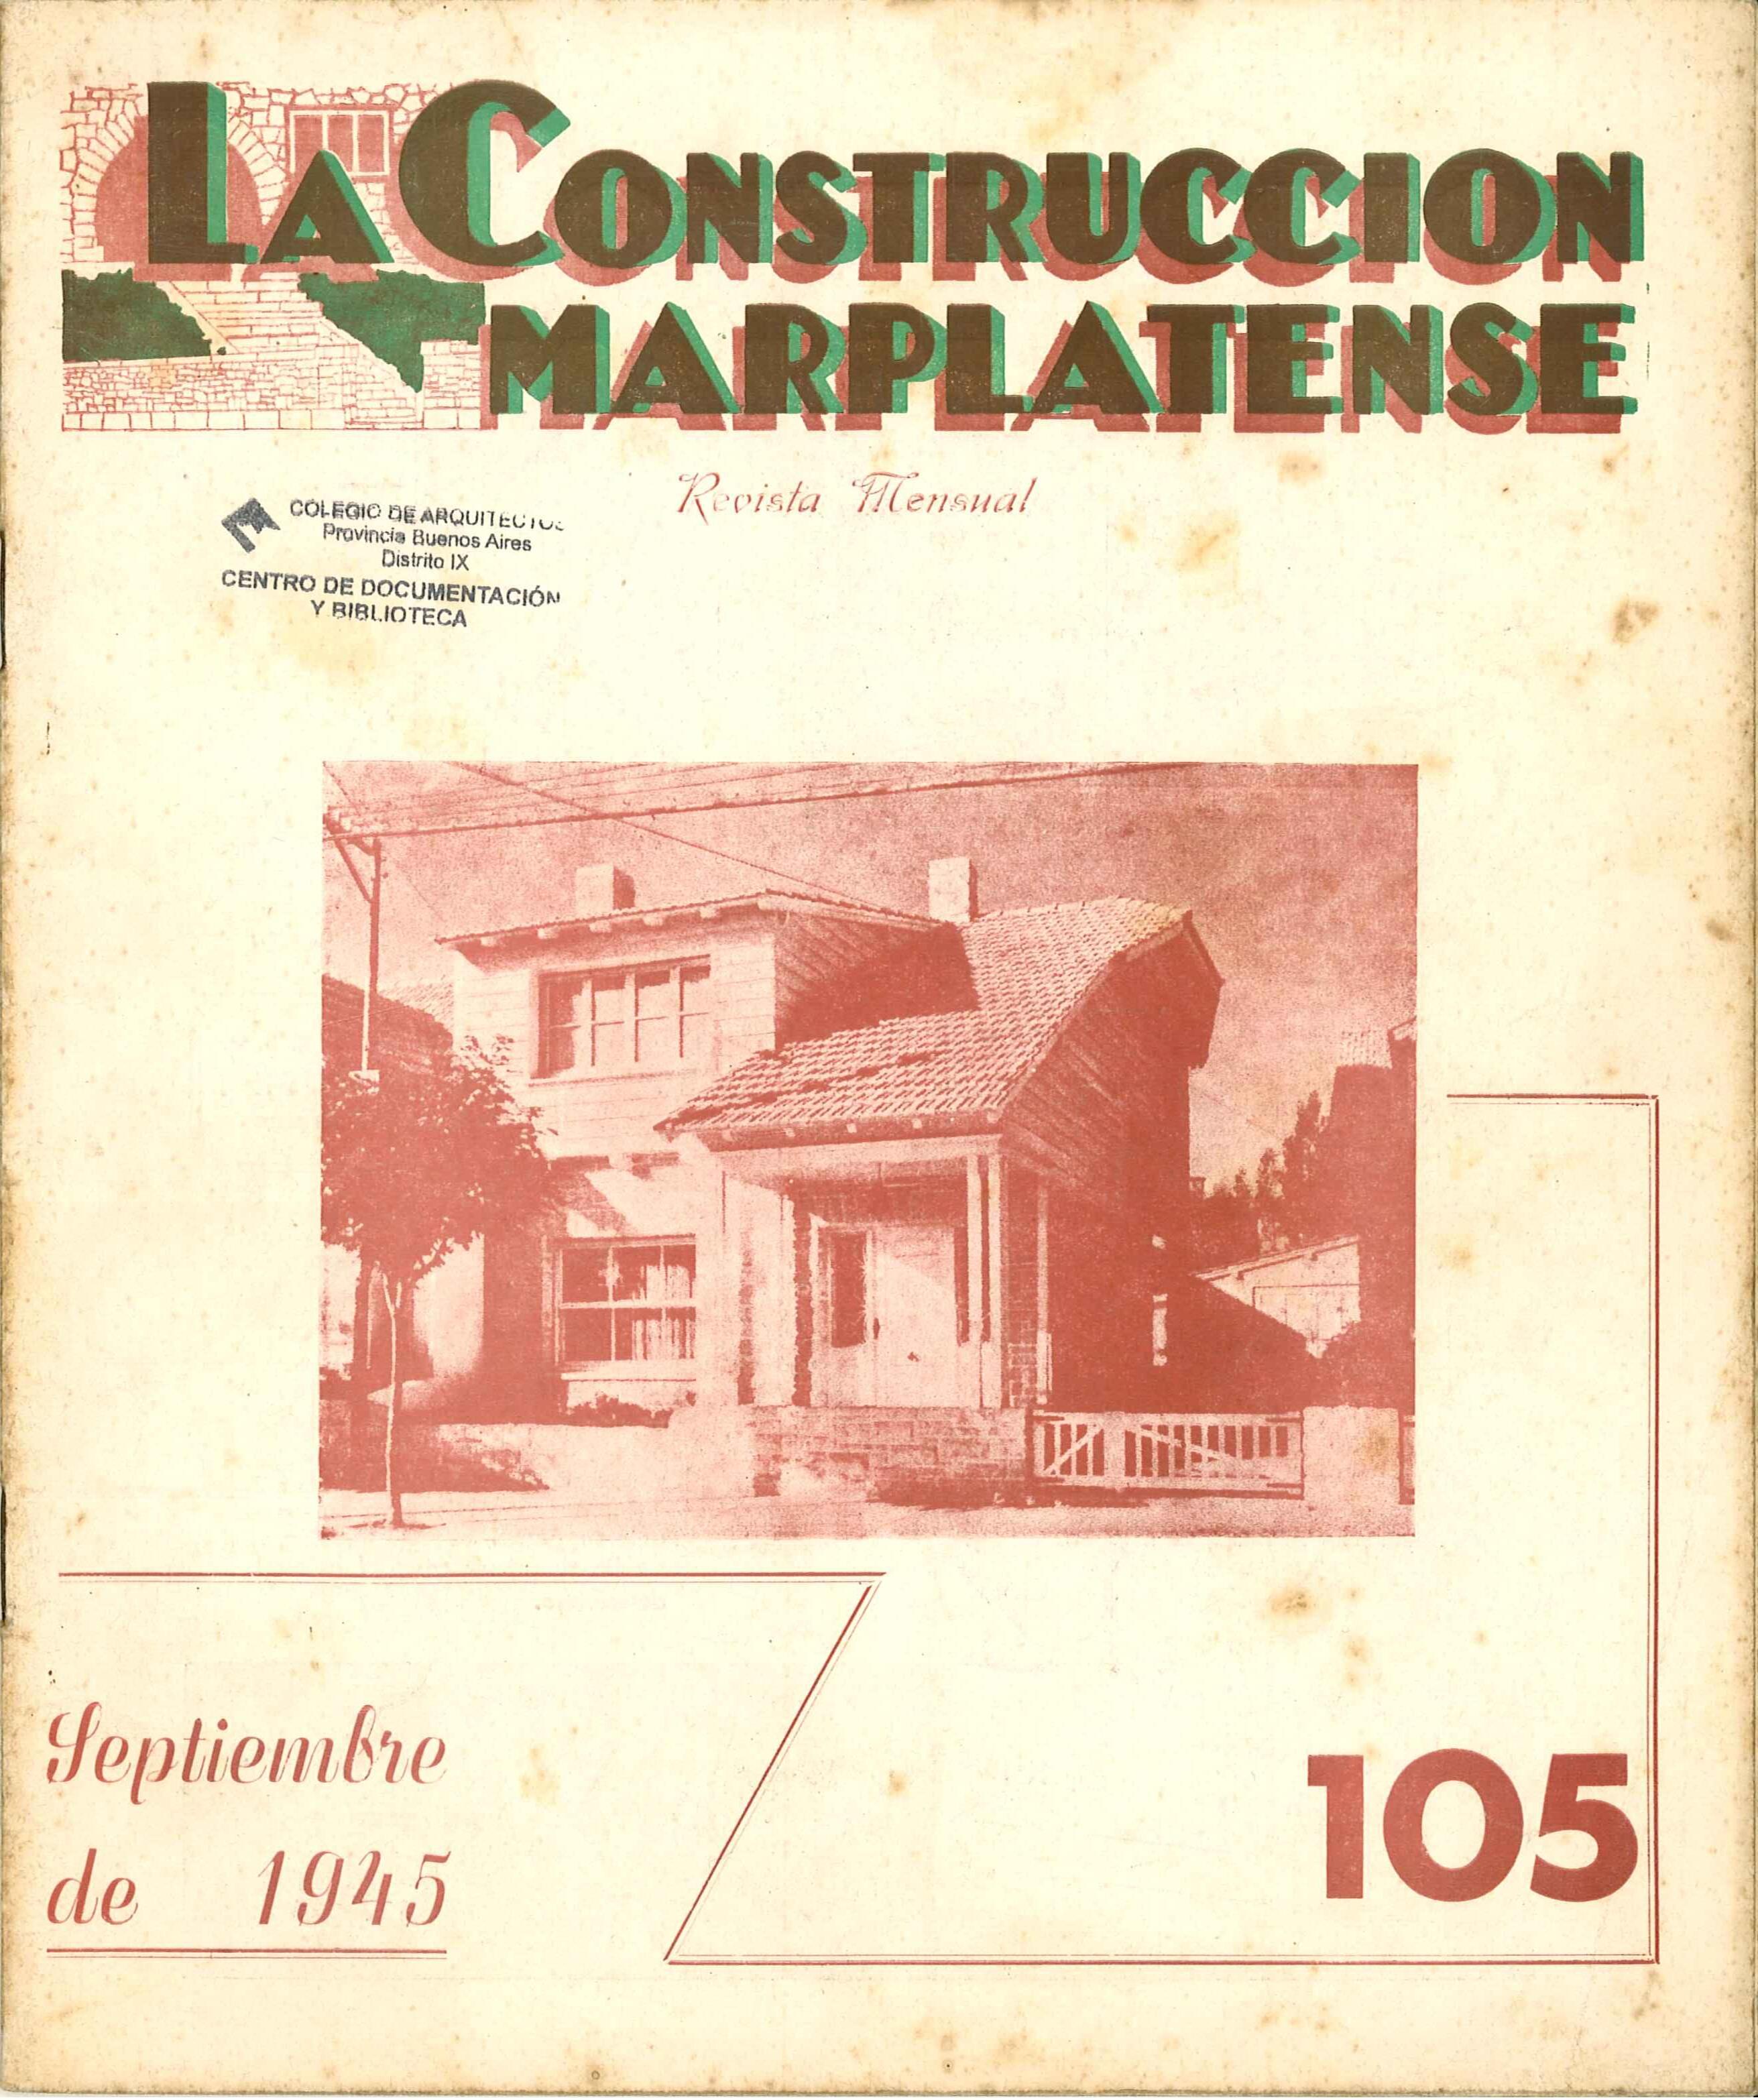 LA CONSTRUCCION
MARPLATENSE
Revista Mensual
COLEGIO DE ARQUITECTOS
Provincia Buenos Aires
Distrito IX
CENTRO DE DOCUMENTACIÓN
Y BIBLIOTECA
Septiembre
de 1945
105